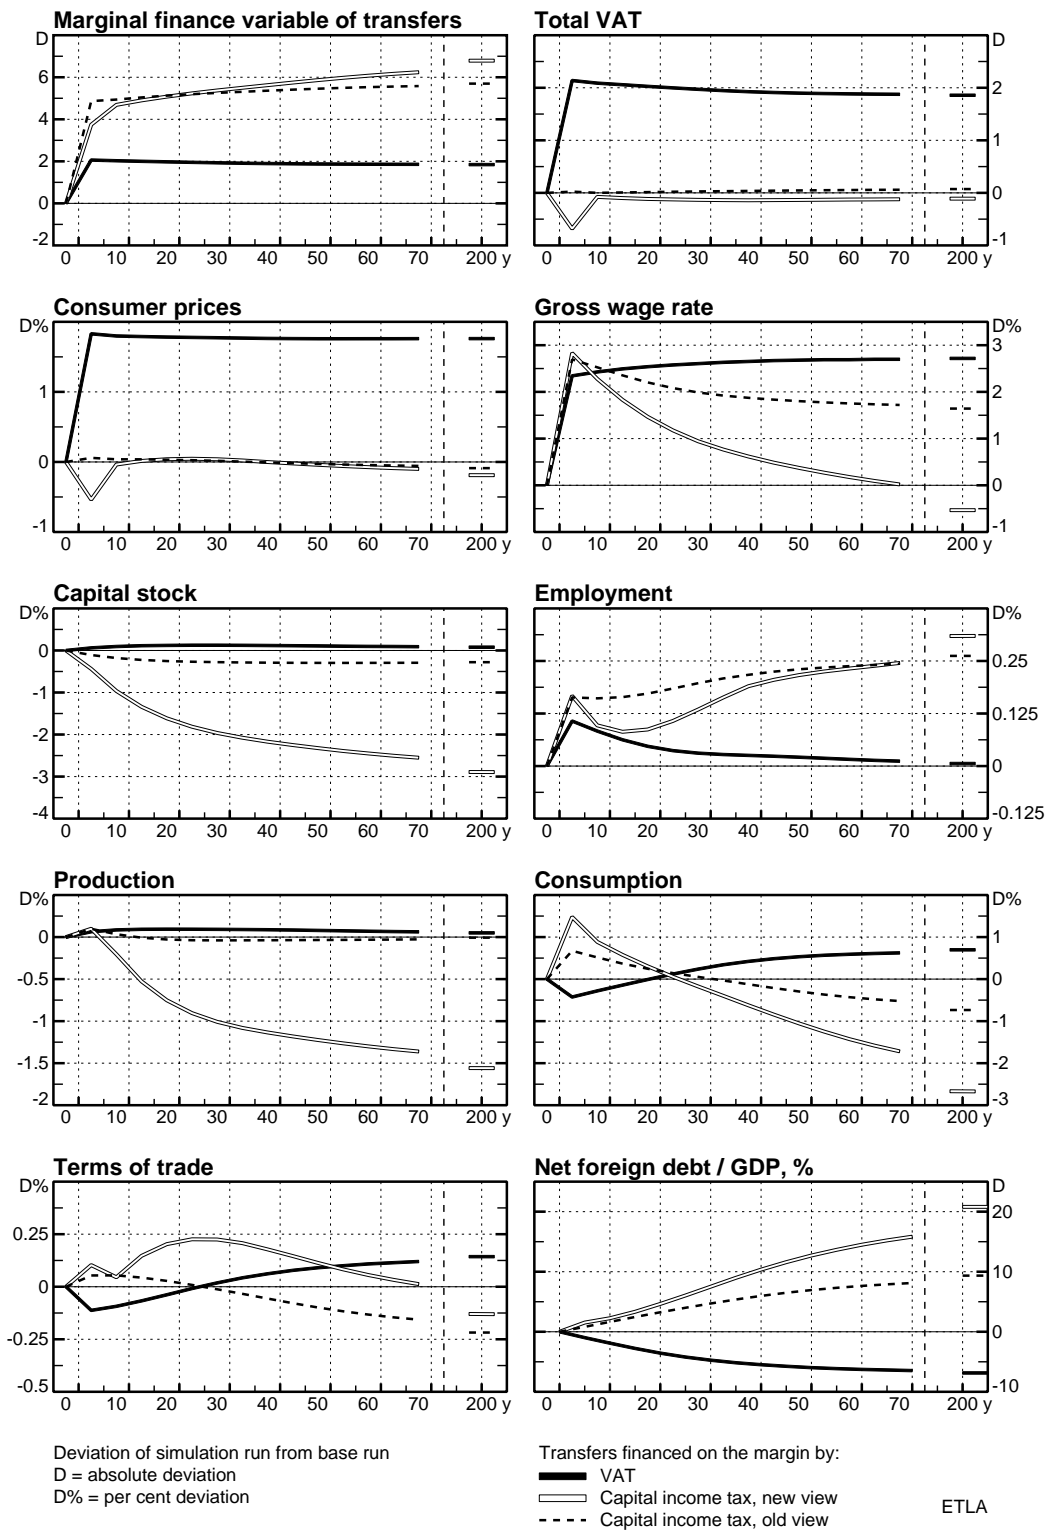 Marginal finance variable of transfers
D
6
4
2
0
-2
0 10 20 30 40 50 60 70 200 y
Total VAT
D
2
1
0
-1
0 10 20 30 40 50 60 70 200 y
Consumer prices
D%
1
0
-1
0 10 20 30 40 50 60 70 200 y
Gross wage rate
D%
3
2
1
0
-1
0 10 20 30 40 50 60 70 200 y
Capital stock
D%
0
-1
-2
-3
-4
0 10 20 30 40 50 60 70 200 y
Employment
D%
0.25
0.125
0
-0.125
0 10 20 30 40 50 60 70 200 y
Production
D%
0
-0.5
-1
-1.5
-2
0 10 20 30 40 50 60 70 200 y
Consumption
D%
1
0
-1
-2
-3
0 10 20 30 40 50 60 70 200 y
Terms of trade
D%
0.25
0
-0.25
-0.5
0 10 20 30 40 50 60 70 200 y
Net foreign debt / GDP, %
D
20
10
0
-10
0 10 20 30 40 50 60 70 200 y
Deviation of simulation run from base run
D = absolute deviation
D% = per cent deviation
Transfers financed on the margin by:
VAT
Capital income tax, new view
Capital income tax, old view
ETLA